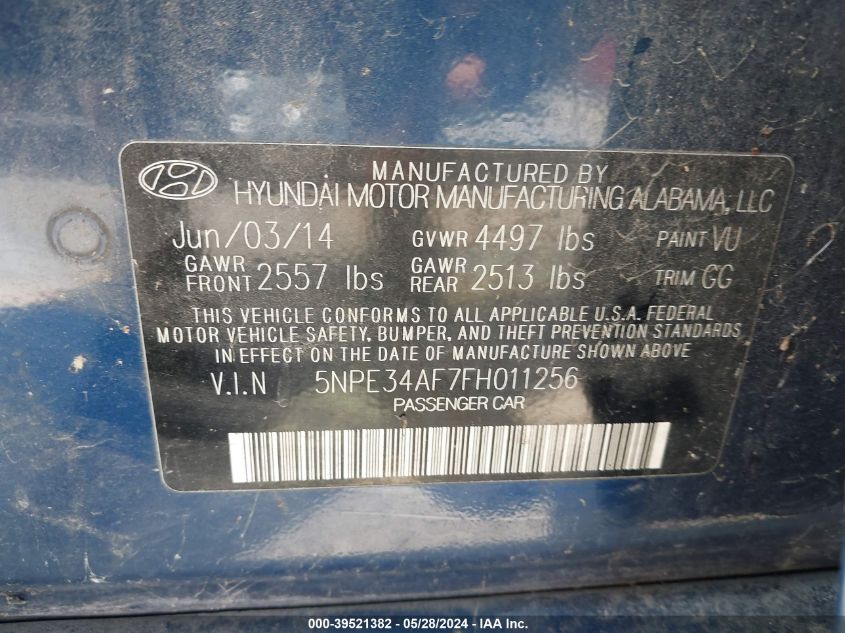 MANUFACTURED BY
HYUNDAI MOTOR MANUFACTURING ALABAMA, LLC
Jun/03/14 GVWR 4497 lbs PAINT VU
GAWR FRONT 2557 lbs GAWR REAR 2513 lbs TRIM GG
THIS VEHICLE CONFORMS TO ALL APPLICABLE U.S.A. FEDERAL
MOTOR VEHICLE SAFETY, BUMPER, AND THEFT PREVENTION STANDARDS
IN EFFECT ON THE DATE OF MANUFACTURE SHOWN ABOVE
V.I.N 5NPE34AF7FH011256
PASSENGER CAR
000-39521382 - 05/28/2024 - IAA Inc.